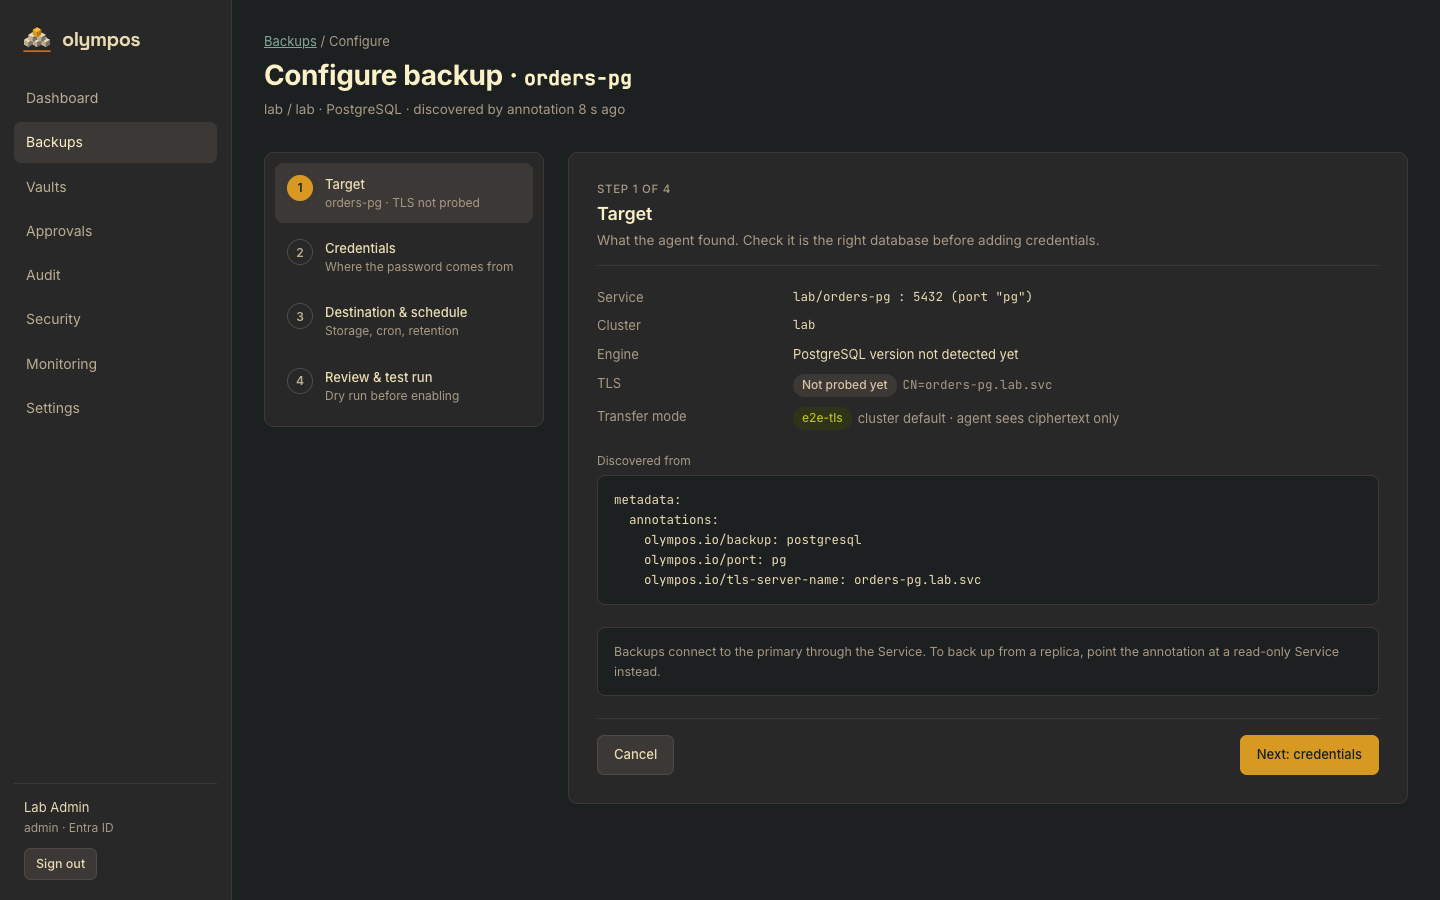 olympos
Dashboard
Backups
Vaults
Approvals
Audit
Security
Monitoring
Settings
Lab Admin
admin · Entra ID
Sign out
Backups / Configure
Configure backup · orders-pg
lab / lab · PostgreSQL · discovered by annotation 8 s ago
1
Target
orders-pg · TLS not probed
2
Credentials
Where the password comes from
3
Destination & schedule
Storage, cron, retention
4
Review & test run
Dry run before enabling
STEP 1 OF 4
Target
What the agent found. Check it is the right database before adding credentials.
Service lab/orders-pg : 5432 (port "pg")
Cluster lab
Engine PostgreSQL version not detected yet
TLS Not probed yet CN=orders-pg.lab.svc
Transfer mode e2e-tls cluster default · agent sees ciphertext only
Discovered from
metadata:
  annotations:
    olympos.io/backup: postgresql
    olympos.io/port: pg
    olympos.io/tls-server-name: orders-pg.lab.svc
Backups connect to the primary through the Service. To back up from a replica, point the annotation at a read-only Service
instead.
Cancel
Next: credentials